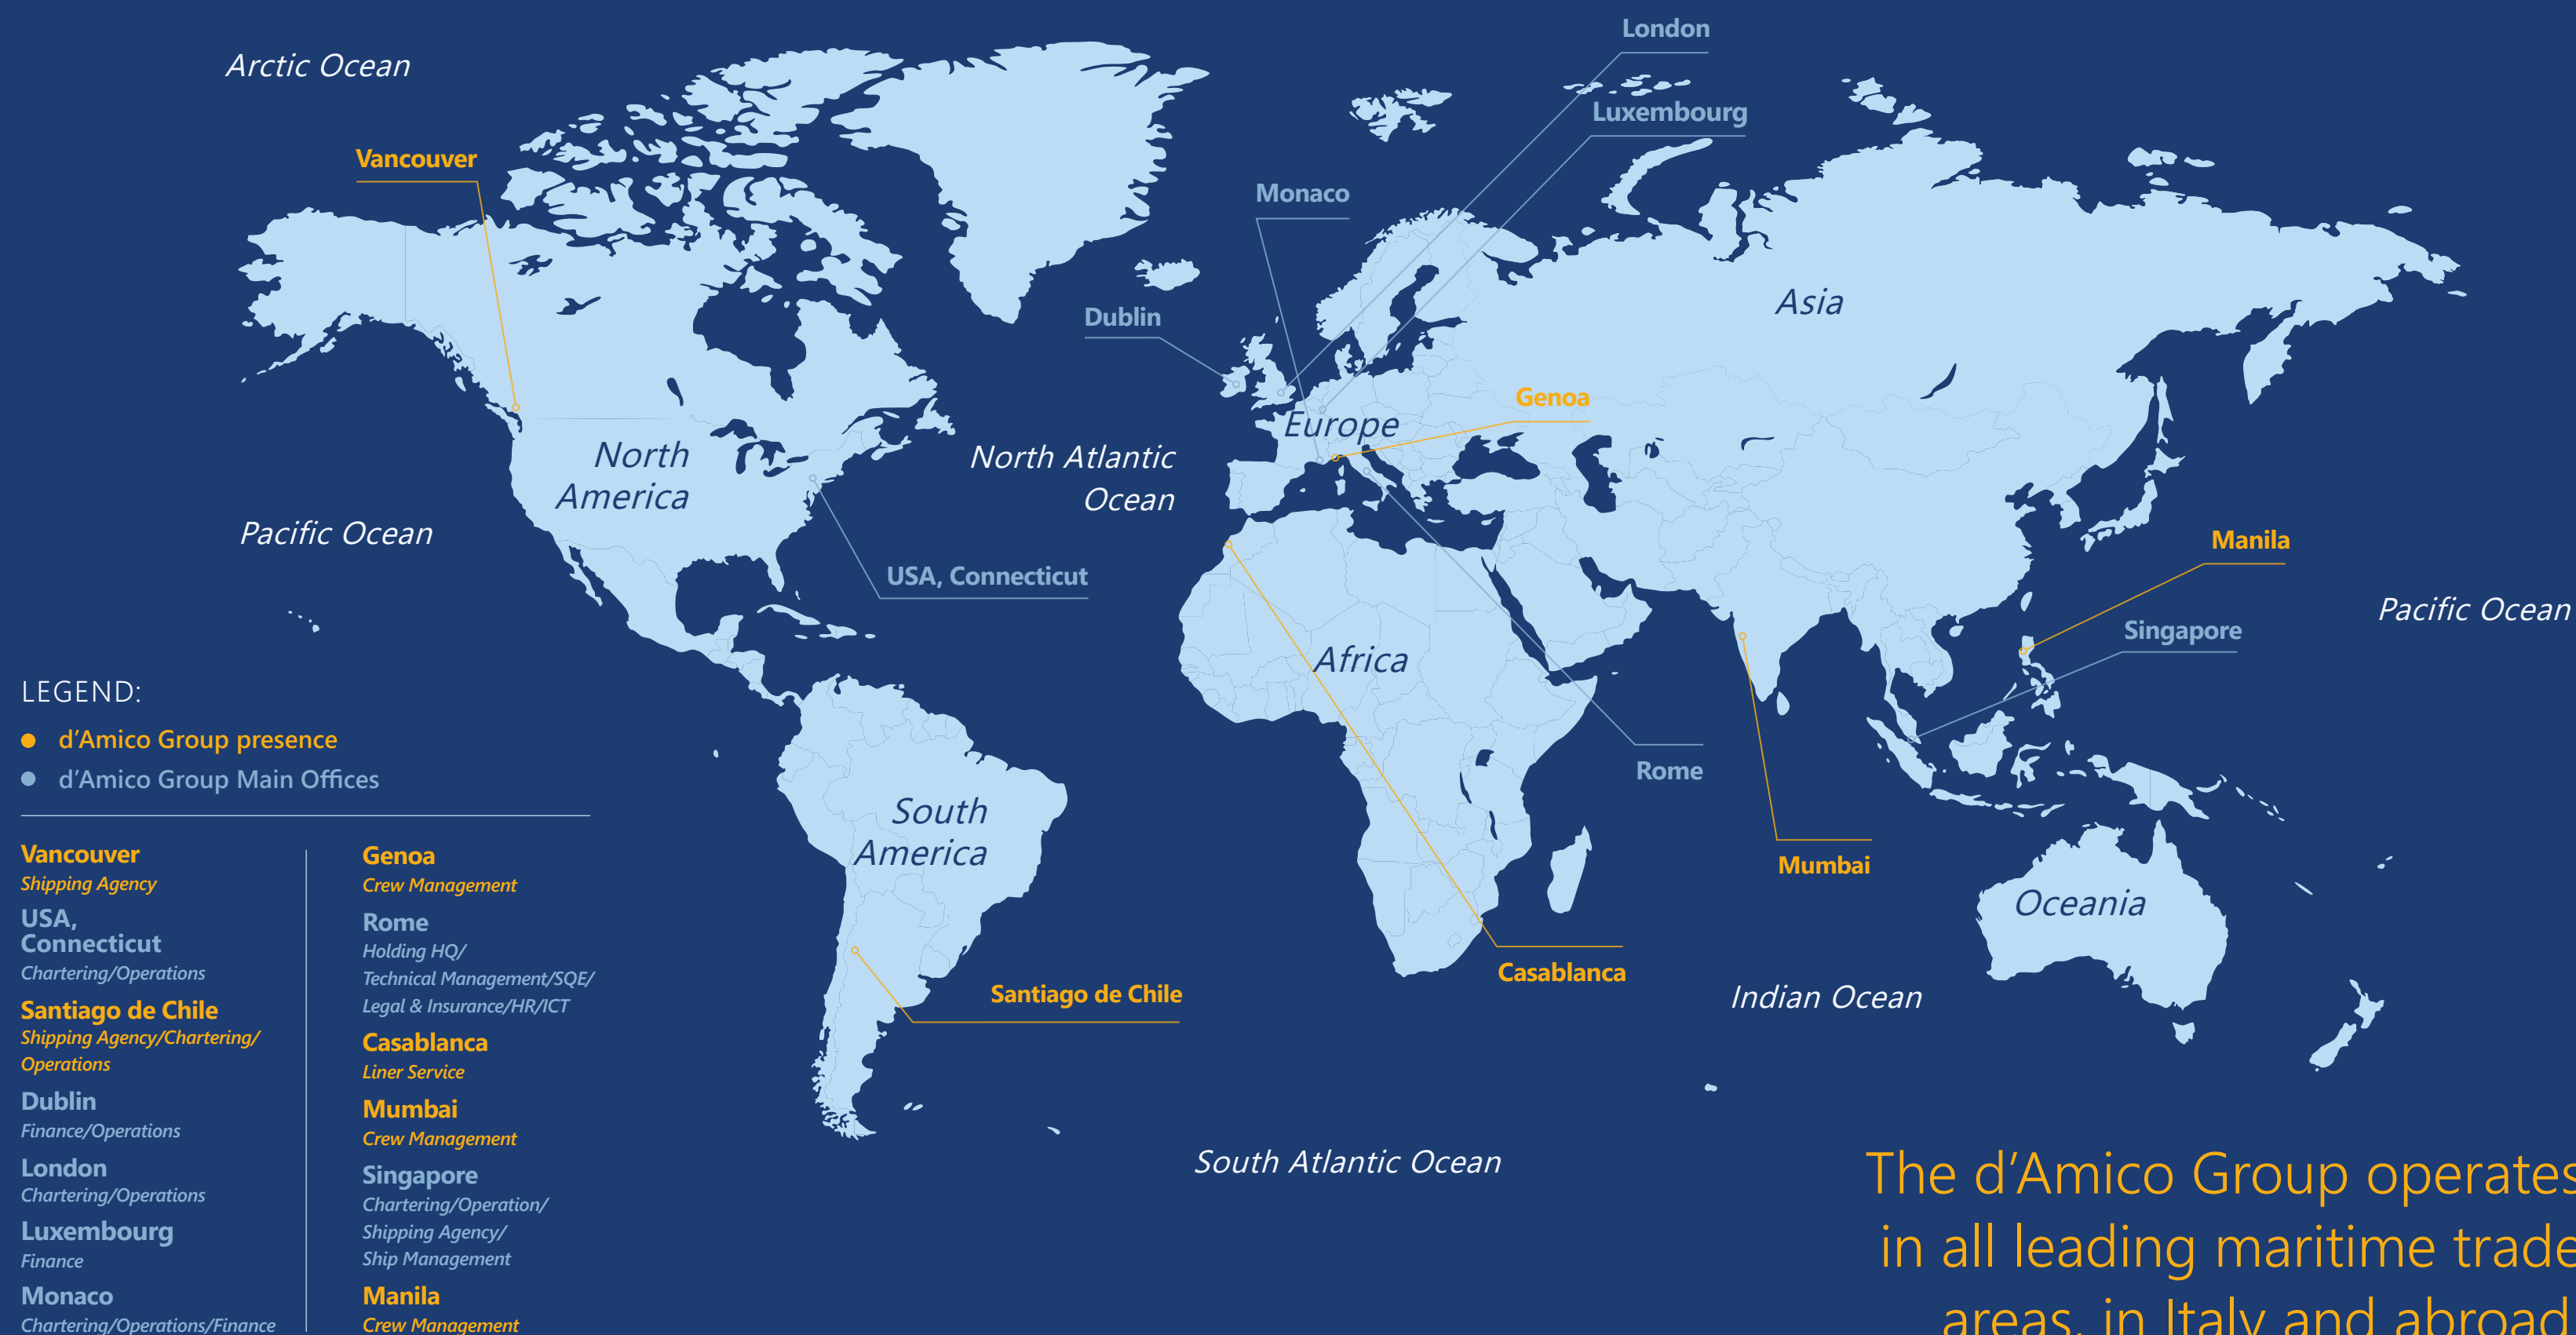 London
Arctic Ocean
Luxembourg
Vancouver
Monaco
Asia
Dublin
Genoa
Europe
North
America
North Atlantic
Ocean
Pacific Ocean
Manila
USA, Connecticut
Pacific Ocean
Singapore
Africa
Rome
South
America
Mumbai
Oceania
Casablanca
Santiago de Chile
Indian Ocean
South Atlantic Ocean
LEGEND:
d'Amico Group presence
d'Amico Group Main Offices
Vancouver
Shipping Agency
USA,
Connecticut
Chartering/Operations
Santiago de Chile
Shipping Agency/Chartering/
Operations
Dublin
Finance/Operations
London
Chartering/Operations
Luxembourg
Finance
Monaco
Chartering/Operations/Finance
Genoa
Crew Management
Rome
Holding HQ/
Technical Management/SQE/
Legal & Insurance/HR/ICT
Casablanca
Liner Service
Mumbai
Crew Management
Singapore
Chartering/Operation/
Shipping Agency/
Ship Management
Manila
Crew Management
The d'Amico Group operates
in all leading maritime trade
areas, in Italy and abroad